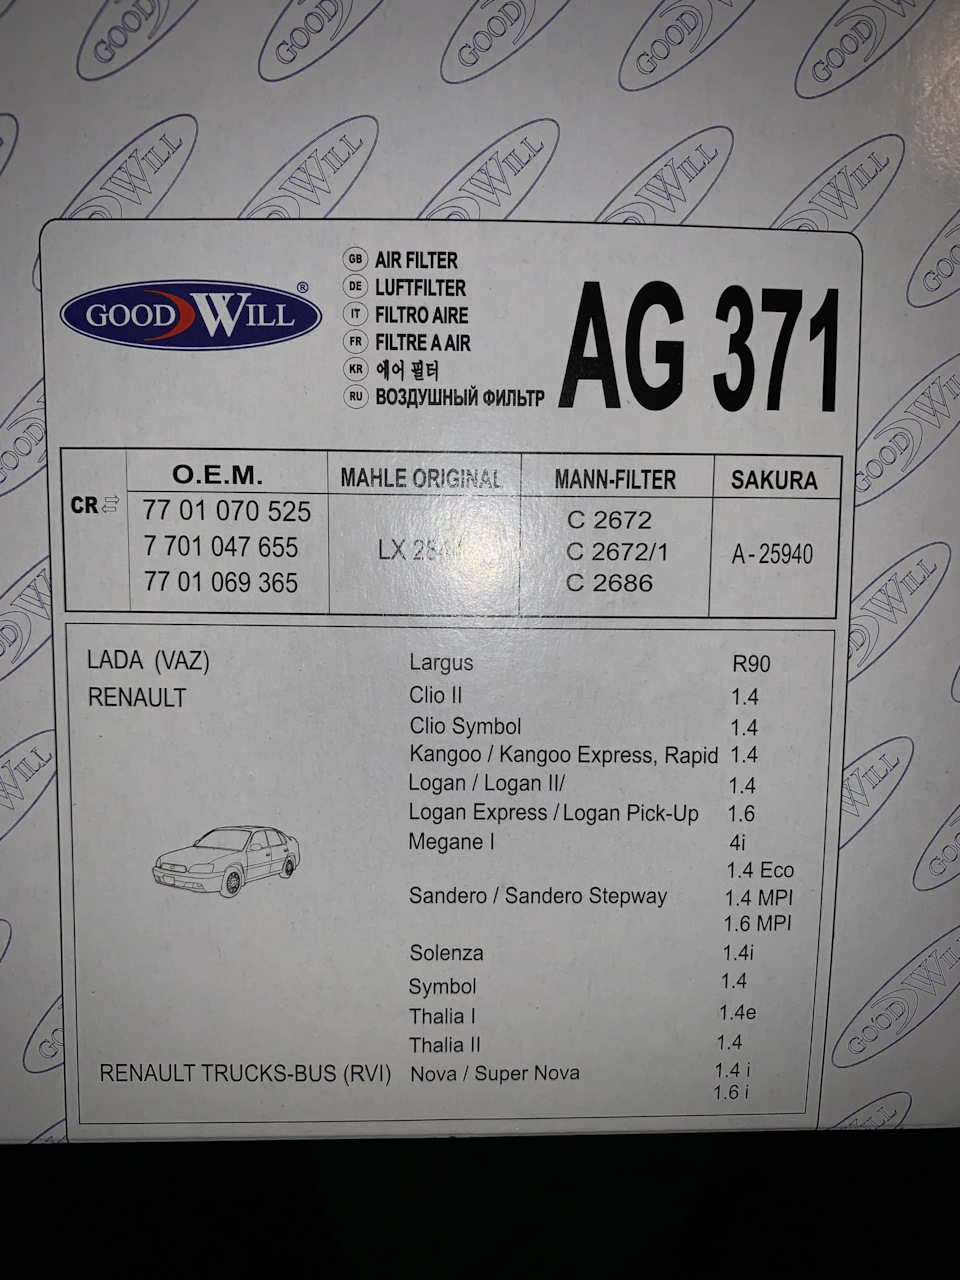 GOOD WILL®
GB AIR FILTER
DE LUFTFILTER
IT FILTRO AIRE
FR FILTRE A AIR
KR 에어 필터
RU ВОЗДУШНЫЙ ФИЛЬТР
AG 371
CR⇨ O.E.M. MAHLE ORIGINAL MANN-FILTER SAKURA
77 01 070 525 C 2672
7 701 047 655 LX C 2672/1 A - 25940
77 01 069 365 C 2686
LADA (VAZ) Largus R90
RENAULT Clio II 1.4
Clio Symbol 1.4
Kangoo / Kangoo Express, Rapid 1.4
Logan / Logan II/ 1.4
Logan Express / Logan Pick-Up 1.6
Megane I 4i
1.4 Eco
Sandero / Sandero Stepway 1.4 MPI
1.6 MPI
Solenza 1.4i
Symbol 1.4
Thalia I 1.4e
Thalia II 1.4
RENAULT TRUCKS-BUS (RVI) Nova / Super Nova 1.4 i
1.6 i